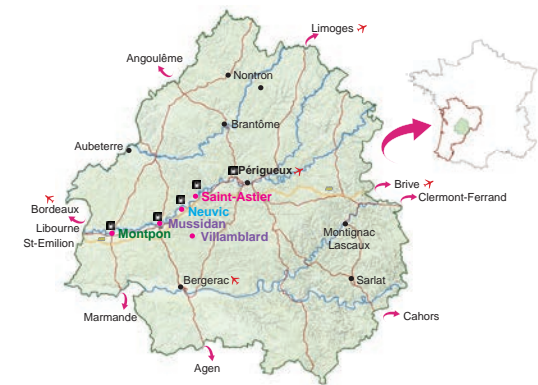 Limoges
Angoulême
Nontron
Brantôme
Aubeterre
Périgueux
Brive
Clermont-Ferrand
Saint-Astier
Bordeaux
Neuvic
Libourne
Mussidan
St-Emilion
Montpon
Villamblard
Montignac
Lascaux
Bergerac
Sarlat
Marmande
Cahors
Agen